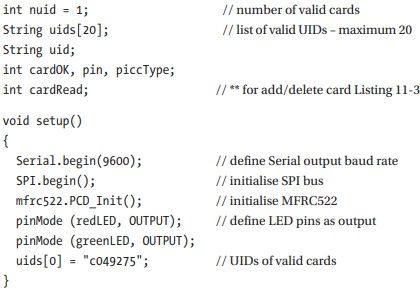 int nuid = 1; // number of valid cards
String uids[20]; // list of valid UIDs – maximum 20
String uid;
int cardOK, pin, piccType;
int cardRead; // ** for add/delete card Listing 11-3
void setup()
{
Serial.begin(9600); // define Serial output baud rate
SPI.begin(); // initialise SPI bus
mfrc522.PCD_Init(); // initialise MFRC522
pinMode (redLED, OUTPUT); // define LED pins as output
pinMode (greenLED, OUTPUT);
uids[0] = "c049275"; // UIDs of valid cards
}